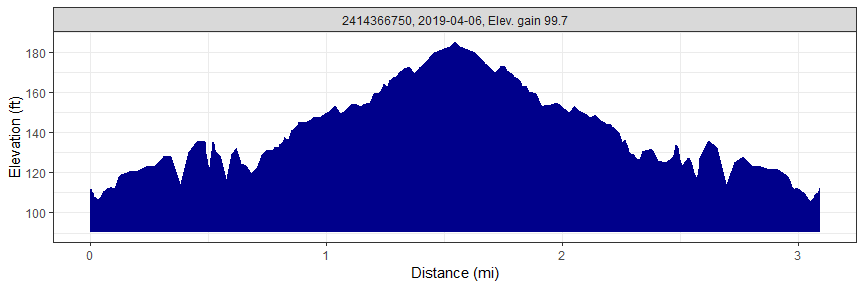 2414366750, 2019-04-06, Elev. gain 99.7
Elevation (ft)
180
160
140
120
100
0 1 2 3
Distance (mi)